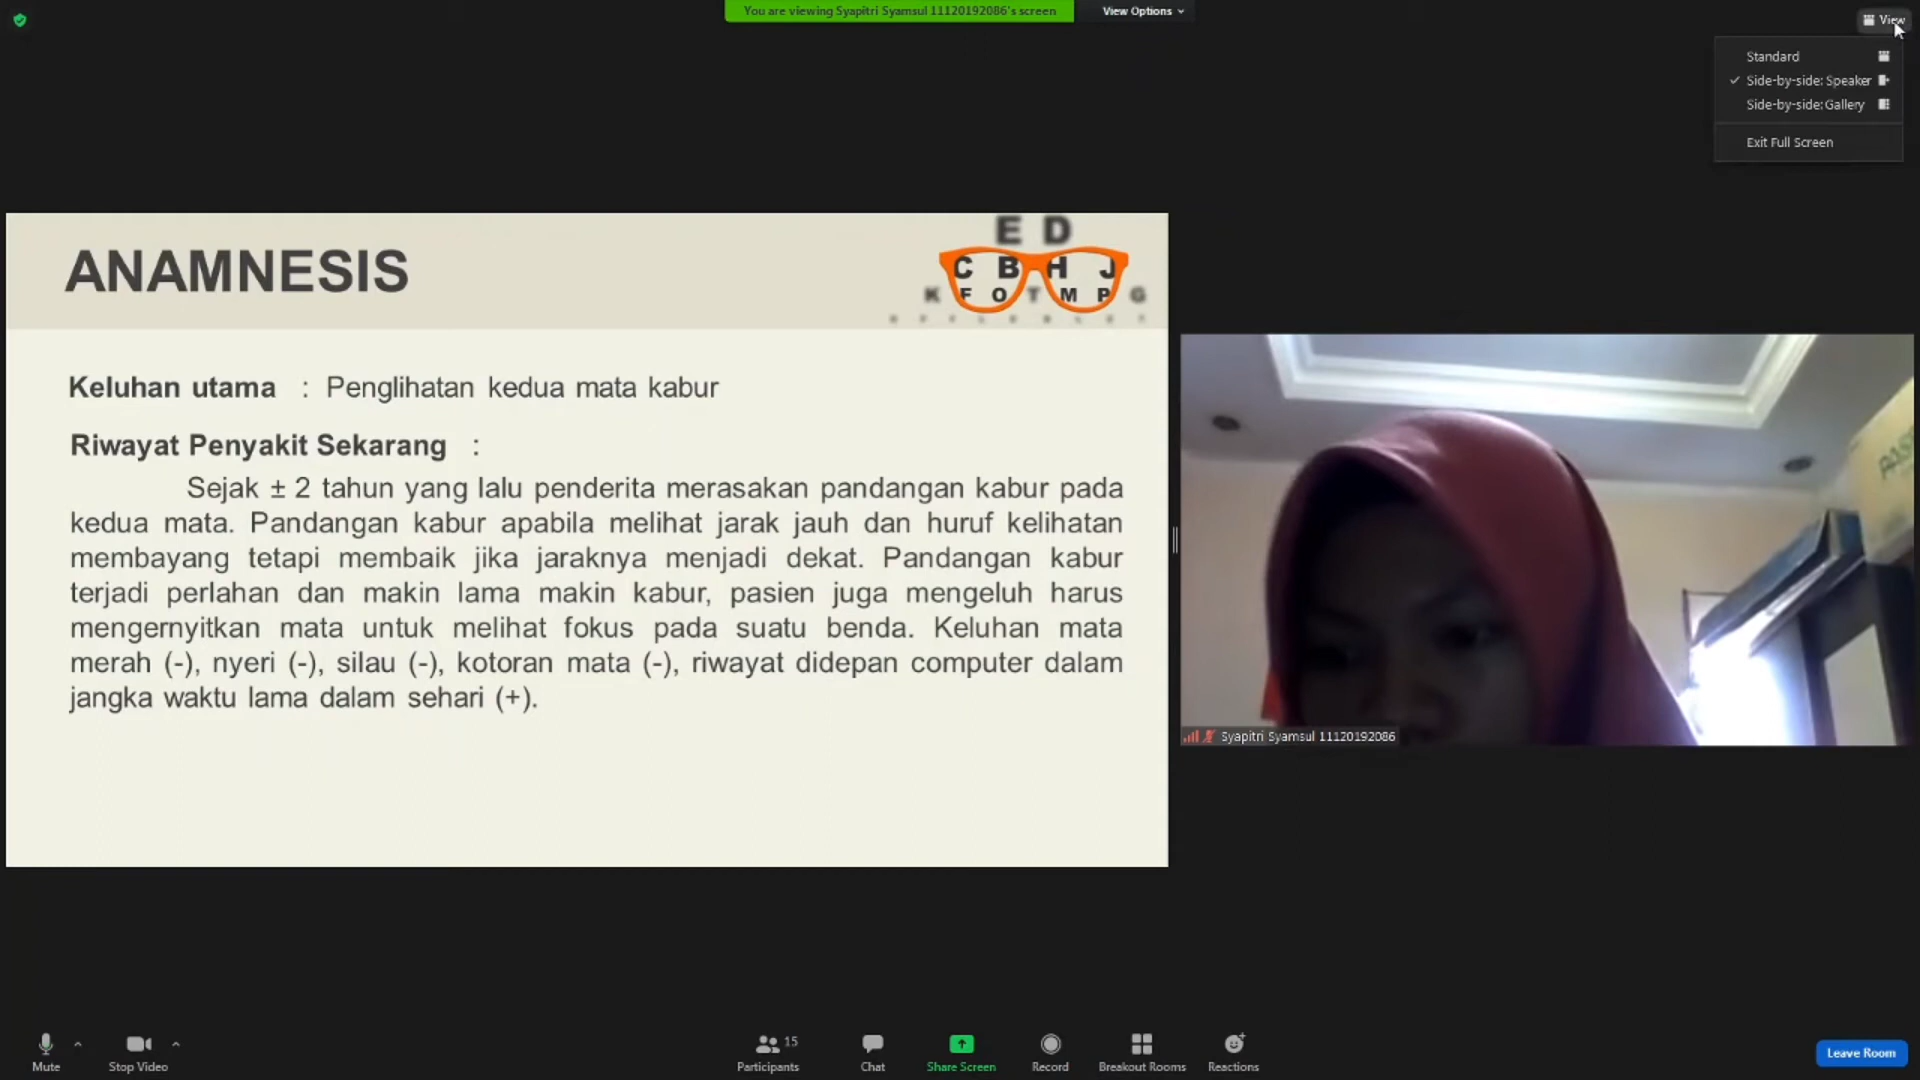 You are viewing Syapitri Syamsul 11120192086's screen
View Options
View
Standard
Side-by-side: Speaker
Side-by-side: Gallery
Exit Full Screen
ANAMNESIS
E D
C B H J
K F O T M P G
Keluhan utama : Penglihatan kedua mata kabur
Riwayat Penyakit Sekarang :
Sejak ± 2 tahun yang lalu penderita merasakan pandangan kabur pada
kedua mata. Pandangan kabur apabila melihat jarak jauh dan huruf kelihatan
membayang tetapi membaik jika jaraknya menjadi dekat. Pandangan kabur
terjadi perlahan dan makin lama makin kabur, pasien juga mengeluh harus
mengernyitkan mata untuk melihat fokus pada suatu benda. Keluhan mata
merah (-), nyeri (-), silau (-), kotoran mata (-), riwayat didepan computer dalam
jangka waktu lama dalam sehari (+).
Syapitri Syamsul 11120192086
Mute
Stop Video
15
Participants
Chat
Share Screen
Record
Breakout Rooms
Reactions
Leave Room